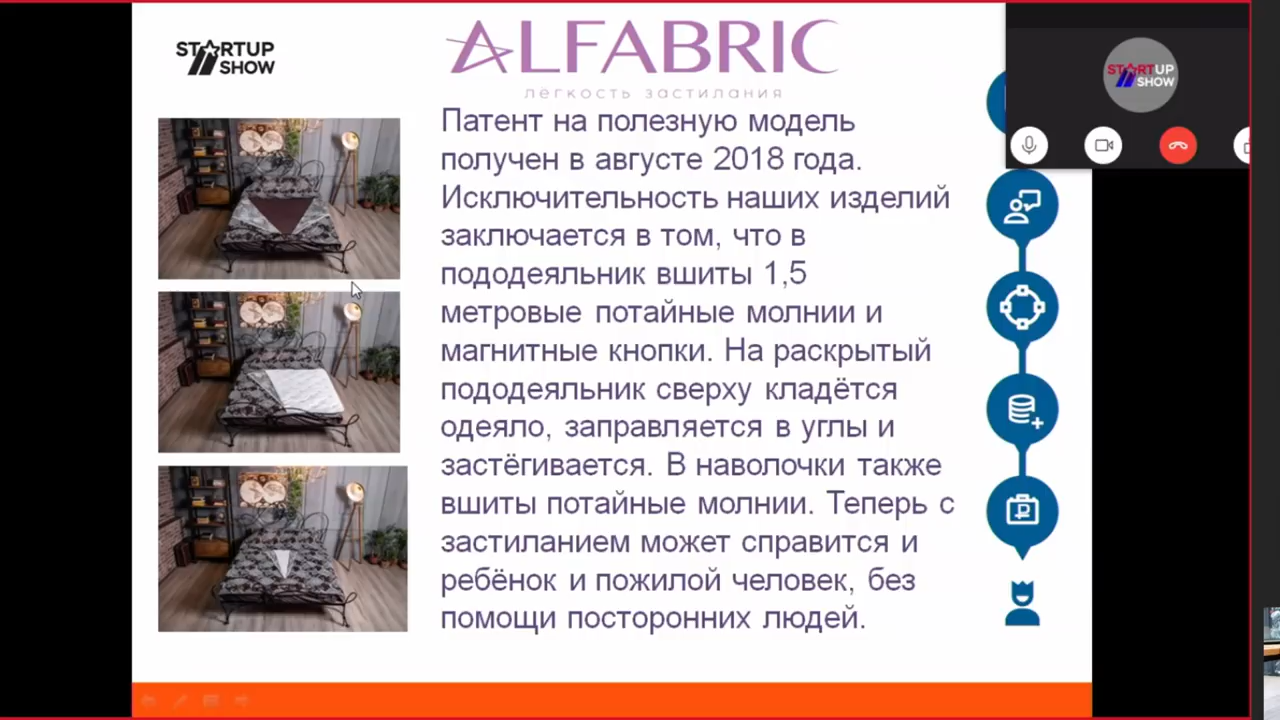 STARTUP
SHOW
ALFABRIC
лёгкость застилания
Патент на полезную модель
получен в августе 2018 года.
Исключительность наших изделий
заключается в том, что в
пододеяльник вшиты 1,5
метровые потайные молнии и
магнитные кнопки. На раскрытый
пододеяльник сверху кладётся
одеяло, заправляется в углы и
застёгивается. В наволочки также
вшиты потайные молнии. Теперь с
застиланием может справится и
ребёнок и пожилой человек, без
помощи посторонних людей.
STARTUP
SHOW